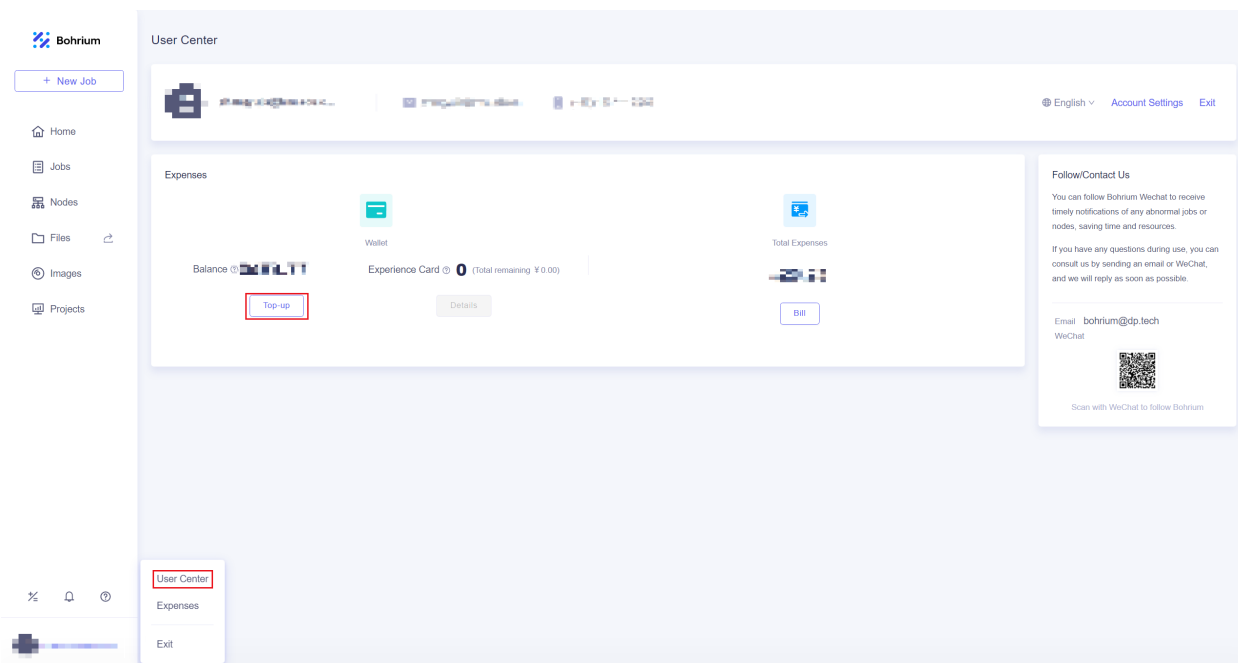 Bohrium
User Center
+ New Job
Home
Jobs
Nodes
Files
Images
Projects
English
Account Settings
Exit
Expenses
Wallet
Balance
Experience Card
0
(Total remaining ¥ 0.00)
Top-up
Details
Total Expenses
Bill
Follow/Contact Us
You can follow Bohrium Wechat to receive
timely notifications of any abnormal jobs or
nodes, saving time and resources.
If you have any questions during use, you can
consult us by sending an email or WeChat,
and we will reply as soon as possible.
Email bohrium@dp.tech
WeChat
Scan with WeChat to follow Bohrium
User Center
Expenses
Exit